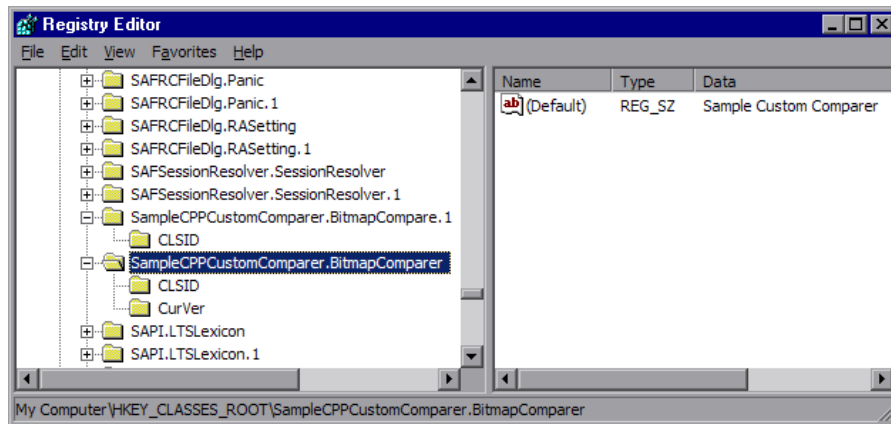 Registry Editor
File Edit View Favorites Help
SAFRCFileDlg.Panic
SAFRCFileDlg.Panic.1
SAFRCFileDlg.RASetting
SAFRCFileDlg.RASetting.1
SAFSessionResolver.SessionResolver
SAFSessionResolver.SessionResolver.1
SampleCPPCustomComparer.BitmapCompare.1
CLSID
SampleCPPCustomComparer.BitmapComparer
CLSID
CurVer
SAPI.LTSLexicon
SAPI.LTSLexicon.1
Name Type Data
ab (Default) REG_SZ Sample Custom Comparer
My Computer\HKEY_CLASSES_ROOT\SampleCPPCustomComparer.BitmapComparer